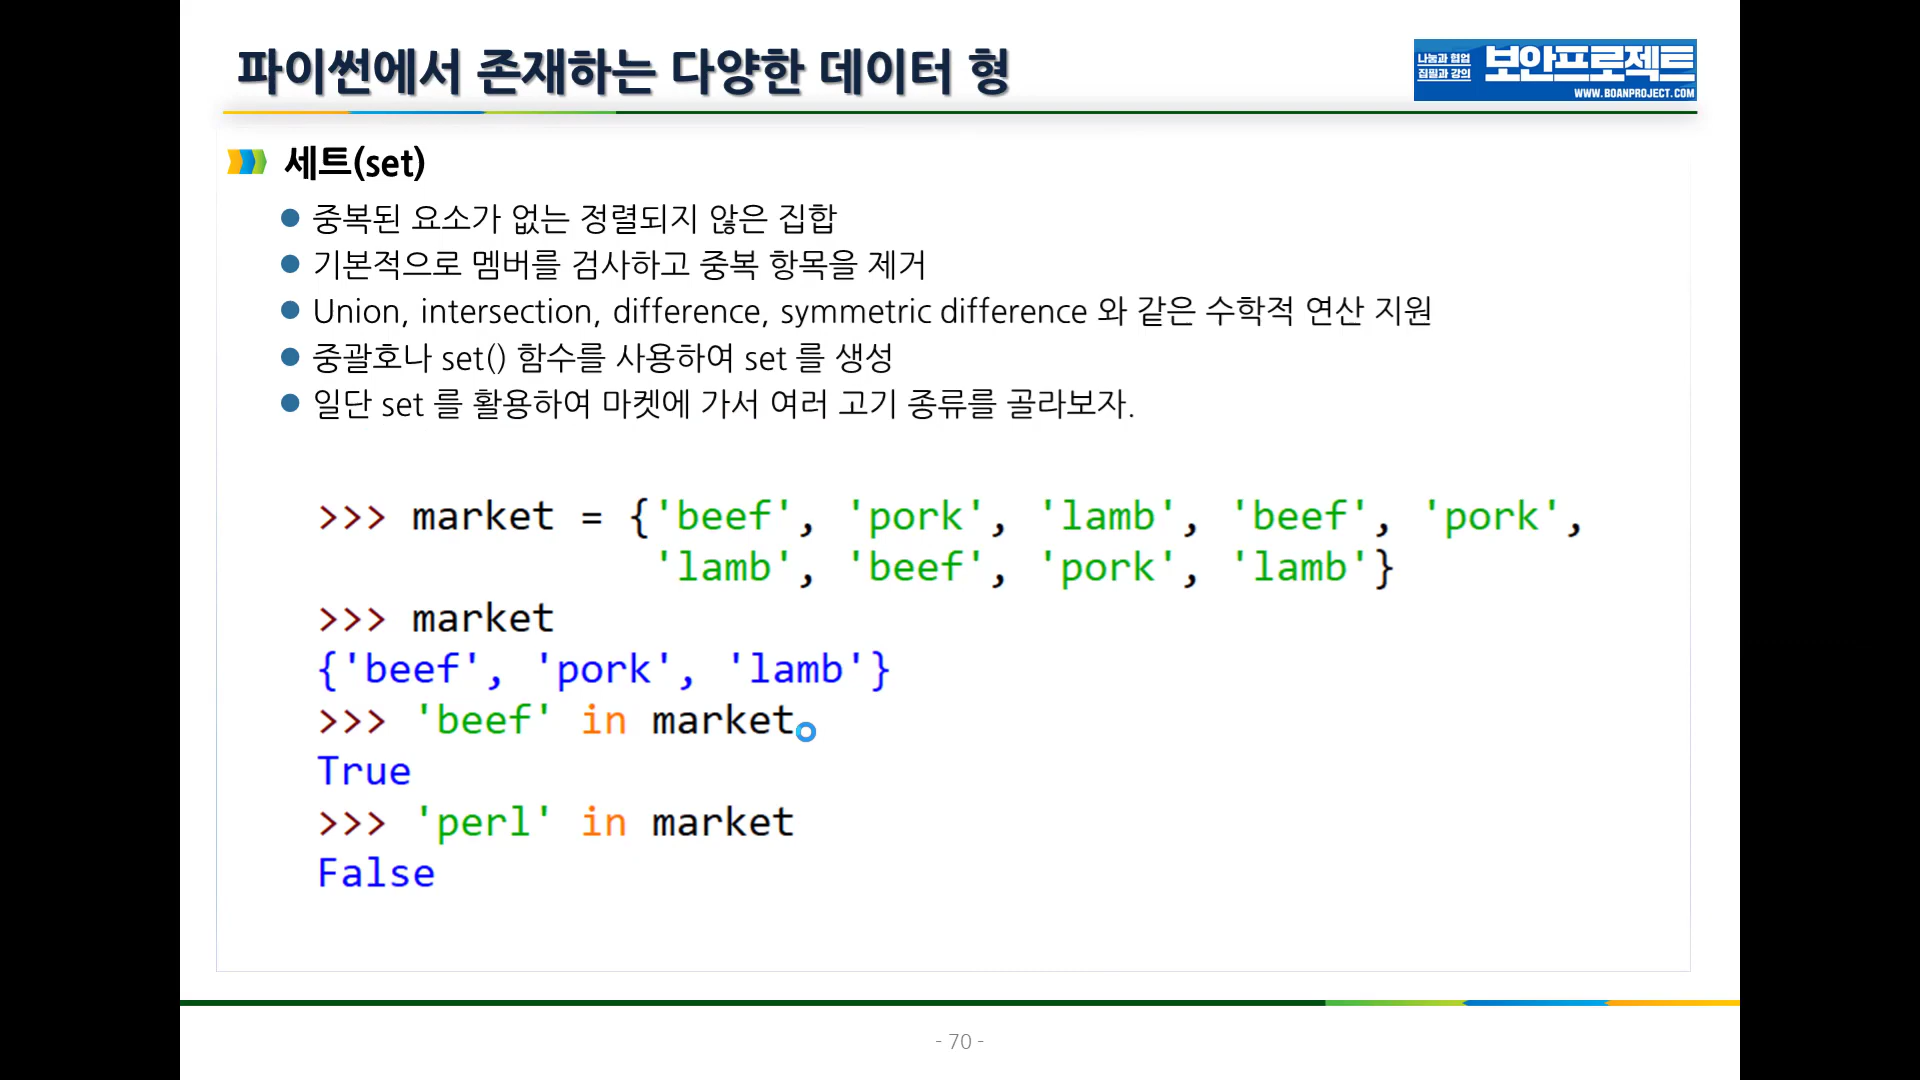 파이썬에서 존재하는 다양한 데이터 형
나눔과 협업
집필과 강의
보안프로젝트
WWW.BOANPROJECT.COM
세트(set)
중복된 요소가 없는 정렬되지 않은 집합
기본적으로 멤버를 검사하고 중복 항목을 제거
Union, intersection, difference, symmetric difference 와 같은 수학적 연산 지원
중괄호나 set() 함수를 사용하여 set 를 생성
일단 set 를 활용하여 마켓에 가서 여러 고기 종류를 골라보자.
>>> market = {'beef', 'pork', 'lamb', 'beef', 'pork',
'lamb', 'beef', 'pork', 'lamb'}
>>> market
{'beef', 'pork', 'lamb'}
>>> 'beef' in market
True
>>> 'perl' in market
False
- 70 -